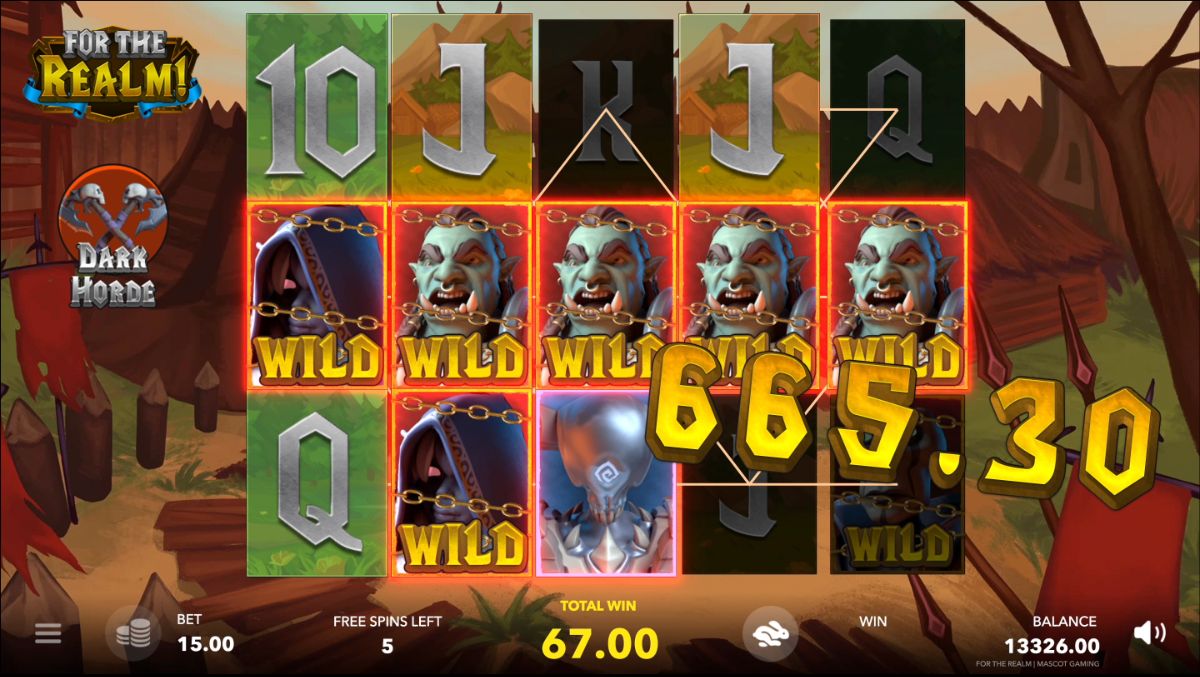 FOR THE
REALM!
DARK
HORDE
10 J K J Q
WILD WILD WILD WILD WILD
665.30
Q WILD J WILD
BET
15.00
FREE SPINS LEFT
5
TOTAL WIN
67.00
WIN
BALANCE
13326.00
FOR THE REALM | MASCOT GAMING